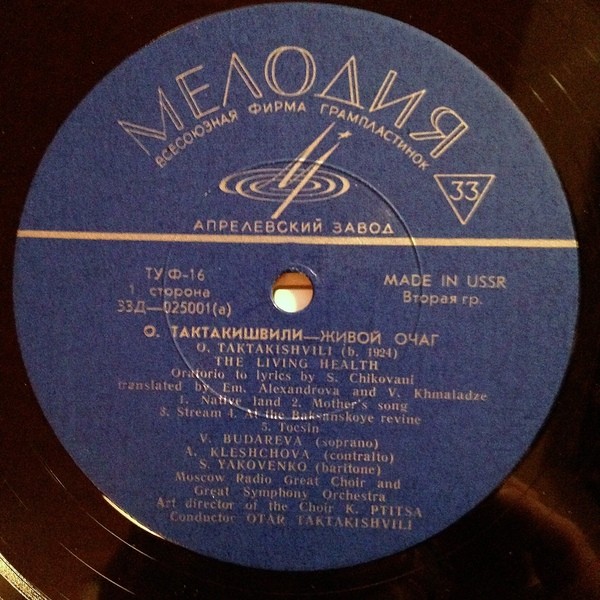 МЕЛОДИЯ
ВСЕСОЮЗНАЯ ФИРМА ГРАМПЛАСТИНОК
33
АПРЕЛЕВСКИЙ ЗАВОД
ТУ Ф-16
1 сторона
33Д—025001(а)
MADE IN USSR
Вторая гр.
О. ТАКТАКИШВИЛИ—ЖИВОЙ ОЧАГ
O. TAKTAKISHVILI (b. 1924)
THE LIVING HEALTH
Oratorio to lyrics by S. Chikovani
translated by Em. Alexandrova and V. Khmaladze
1. Native land 2. Mother's song
3. Stream 4. At the Baksanskoye revine
5. Tocsin
V. BUDAREVA (soprano)
A. KLESHCHOVA (contralto)
S. YAKOVENKO (baritone)
Moscow Radio Great Choir and
Great Symphony Orchestra
Art director of the Choir K. PTITSA
Conductor OTAR TAKTAKISHVILI